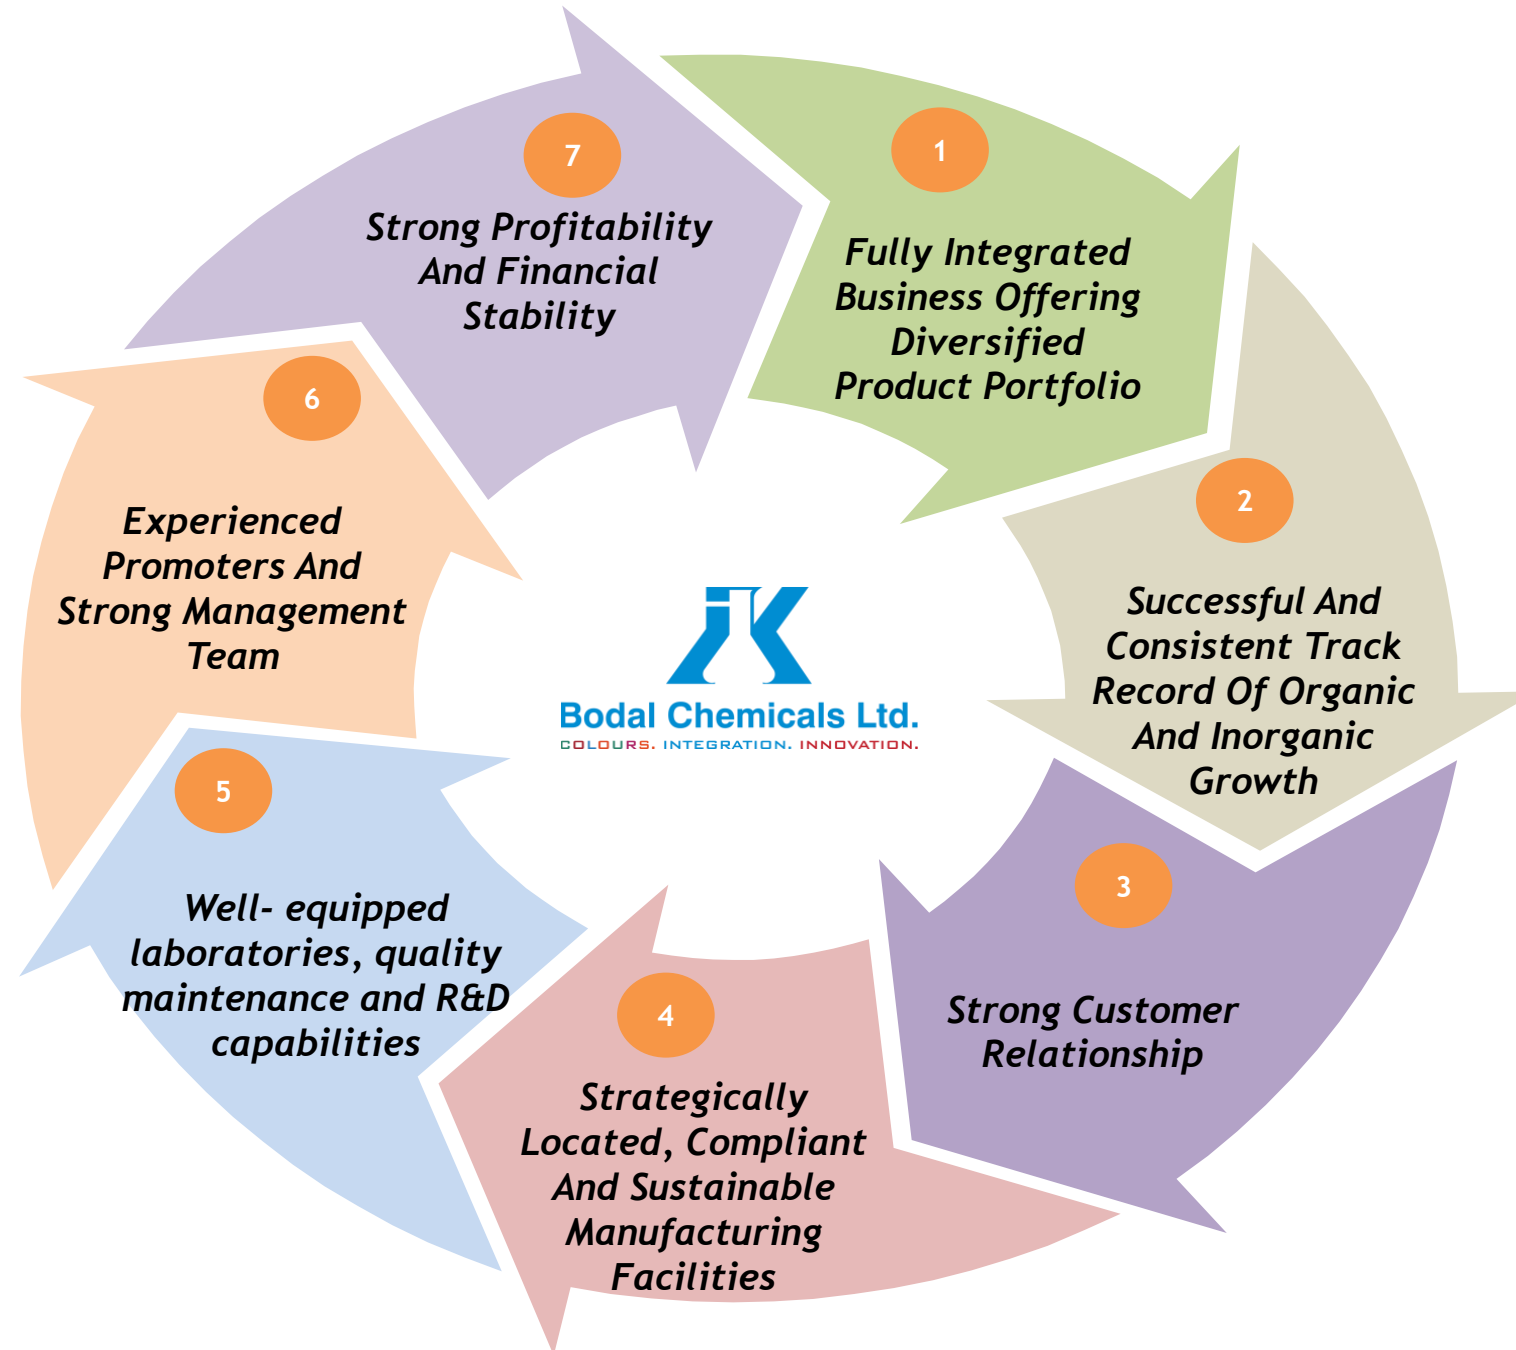 7
Strong Profitability
And Financial
Stability
1
Fully Integrated
Business Offering
Diversified
Product Portfolio
2
Successful And
Consistent Track
Record Of Organic
And Inorganic
Growth
3
Strong Customer
Relationship
4
Strategically
Located, Compliant
And Sustainable
Manufacturing
Facilities
5
Well- equipped
laboratories, quality
maintenance and R&D
capabilities
6
Experienced
Promoters And
Strong Management
Team
Bodal Chemicals Ltd.
COLOURS. INTEGRATION. INNOVATION.